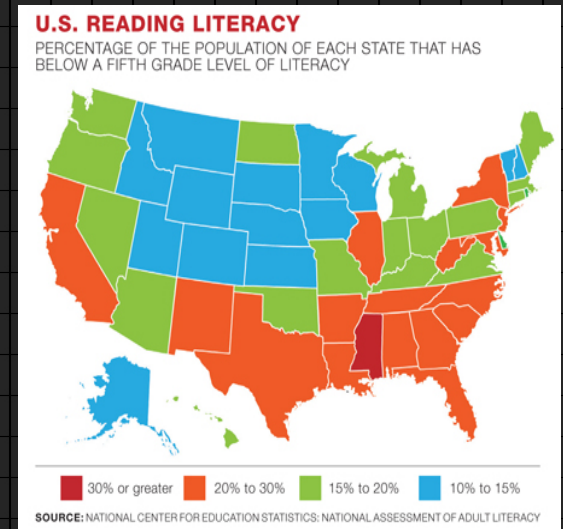 U.S. READING LITERACY
PERCENTAGE OF THE POPULATION OF EACH STATE THAT HAS
BELOW A FIFTH GRADE LEVEL OF LITERACY
30% or greater
20% to 30%
15% to 20%
10% to 15%
SOURCE: NATIONAL CENTER FOR EDUCATION STATISTICS: NATIONAL ASSESSMENT OF ADULT LITERACY